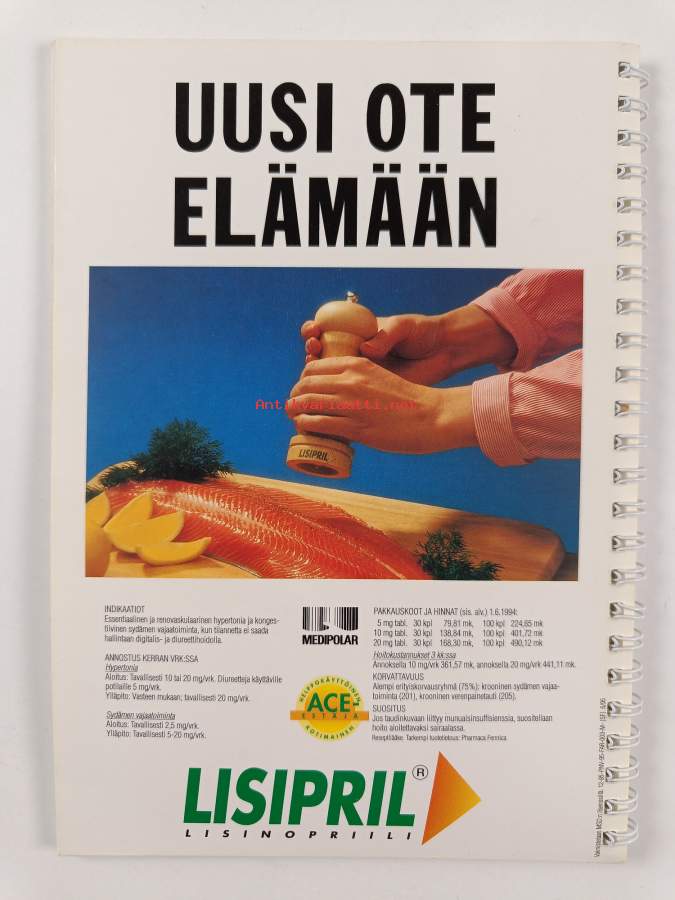 UUSI OTE
ELÄMÄÄN
Antikvariaatti.net
LISIPRIL
INDIKAATIOT
Essentiaalinen ja renovaskulaarinen hypertonia ja konges-
tiivinen sydämen vajaatoiminta, kun tilannetta ei saada
hallintaan digitalis- ja diureettihoidolla.
ANNOSTUS KERRAN VRK:SSA
Hypertonia
Aloitus: Tavallisesti 10 tai 20 mg/vrk. Diureetteja käyttäville
potilaille 5 mg/vrk.
Ylläpito: Vasteen mukaan; tavallisesti 20 mg/vrk.
Sydämen vajaatoiminta
Aloitus: Tavallisesti 2,5 mg/vrk.
Ylläpito: Tavallisesti 5-20 mg/vrk.
MEDIPOLAR
HELPPOKÄYTTÖINEN
ACE
ESTÄJÄ
KOTIMAINEN
PAKKAUSKOOT JA HINNAT (sis. alv.) 1.6.1994:
5 mg tabl. 30 kpl 79,81 mk, 100 kpl 224,65 mk
10 mg tabl. 30 kpl 138,84 mk, 100 kpl 401,72 mk
20 mg tabl. 30 kpl 168,30 mk, 100 kpl 490,12 mk
Hoitokustannukset 3 kk:ssa
Annoksella 10 mg/vrk 361,57 mk, annoksella 20 mg/vrk 441,11 mk.
KORVATTAVUUS
Alempi erityiskorvausryhmä (75%): krooninen sydämen vajaa-
toiminta (201), krooninen verenpainetauti (205).
SUOSITUS
Jos taudinkuvaan liittyy munuaisinsuffisienssia, suositellaan
hoito aloitettavaksi sairaalassa.
Reseptilääke. Tarkempi tuoteseloste: Pharmaca Fennica.
LISIPRIL®
LISINOPRIILI